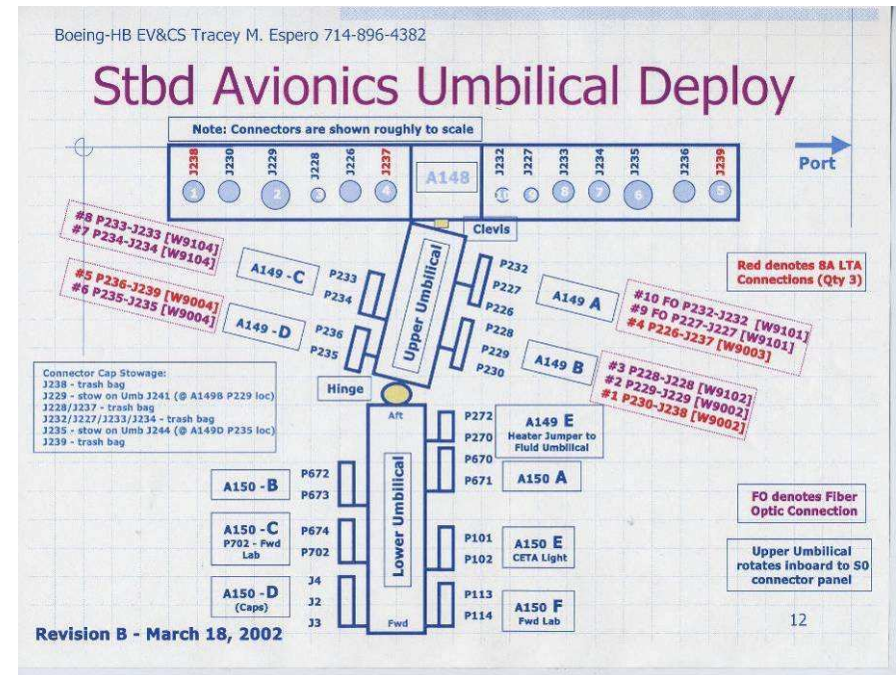 Boeing-HB EV&CS Tracey M. Espero 714-896-4382
Stbd Avionics Umbilical Deploy
Note: Connectors are shown roughly to scale
J238
J230
J229
J228
J226
J237
A148
J232
J227
J233
J234
J235
J236
J239
1
2
3
4
10
9
8
7
6
5
Port
Clevis
#8 P233-J233 [W9104]
#7 P234-J234 [W9104]
#5 P236-J239 [W9004]
#6 P235-J235 [W9004]
A149 -C
P233
P234
A149 -D
P236
P235
Upper Umbilical
P232
P227
P226
A149 A
P228
P229
P230
A149 B
#10 FO P232-J232 [W9101]
#9 FO P227-J227 [W9101]
#4 P226-J237 [W9003]
#3 P228-J228 [W9102]
#2 P229-J229 [W9002]
#1 P230-J238 [W9002]
Red denotes 8A LTA
Connections (Qty 3)
Connector Cap Stowage:
J238 - trash bag
J229 - stow on Umb J241 (@ A149B P229 loc)
J228/J237 - trash bag
J232/J227/J233/J234 - trash bag
J235 - stow on Umb J244 (@ A149D P235 loc)
J239 - trash bag
Hinge
Aft
Lower Umbilical
Fwd
P272
P270
A149 E
Heater Jumper to
Fluid Umbilical
P670
P671
A150 A
P672
P673
A150 -B
P674
P702
A150 -C
P702 - Fwd
Lab
P101
P102
A150 E
CETA Light
J4
J2
J3
A150 -D
(Caps)
P113
P114
A150 F
Fwd Lab
FO denotes Fiber
Optic Connection
Upper Umbilical
rotates inboard to S0
connector panel
12
Revision B - March 18, 2002